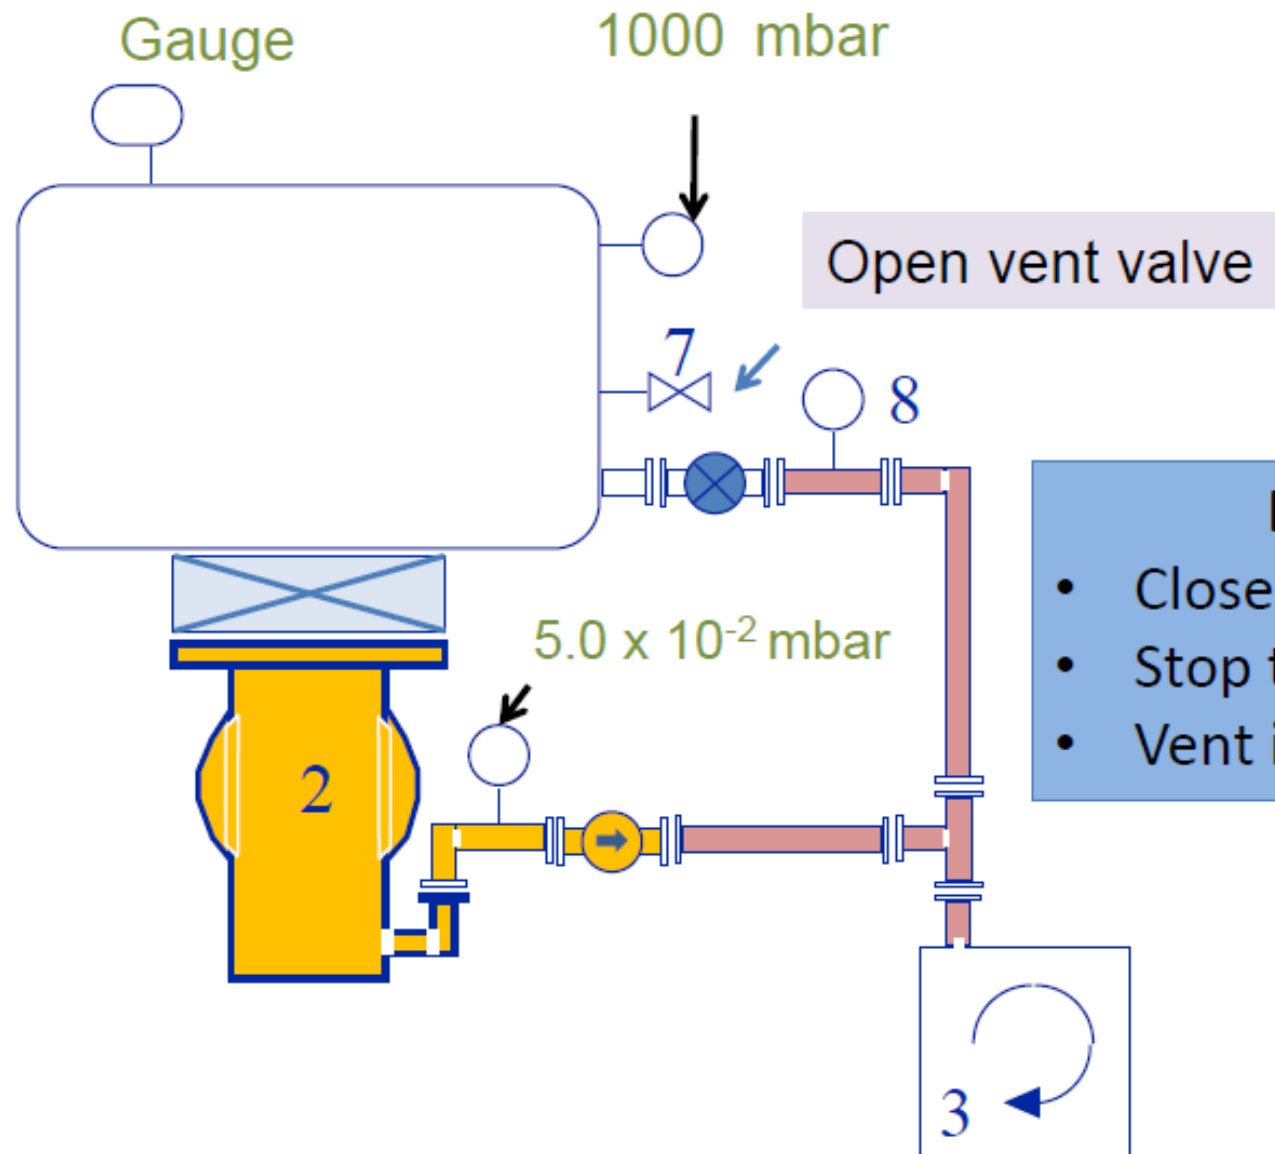 Gauge
1000 mbar
Open vent valve
7
8
• Close
• Stop
• Vent
5.0 x 10⁻² mbar
2
3